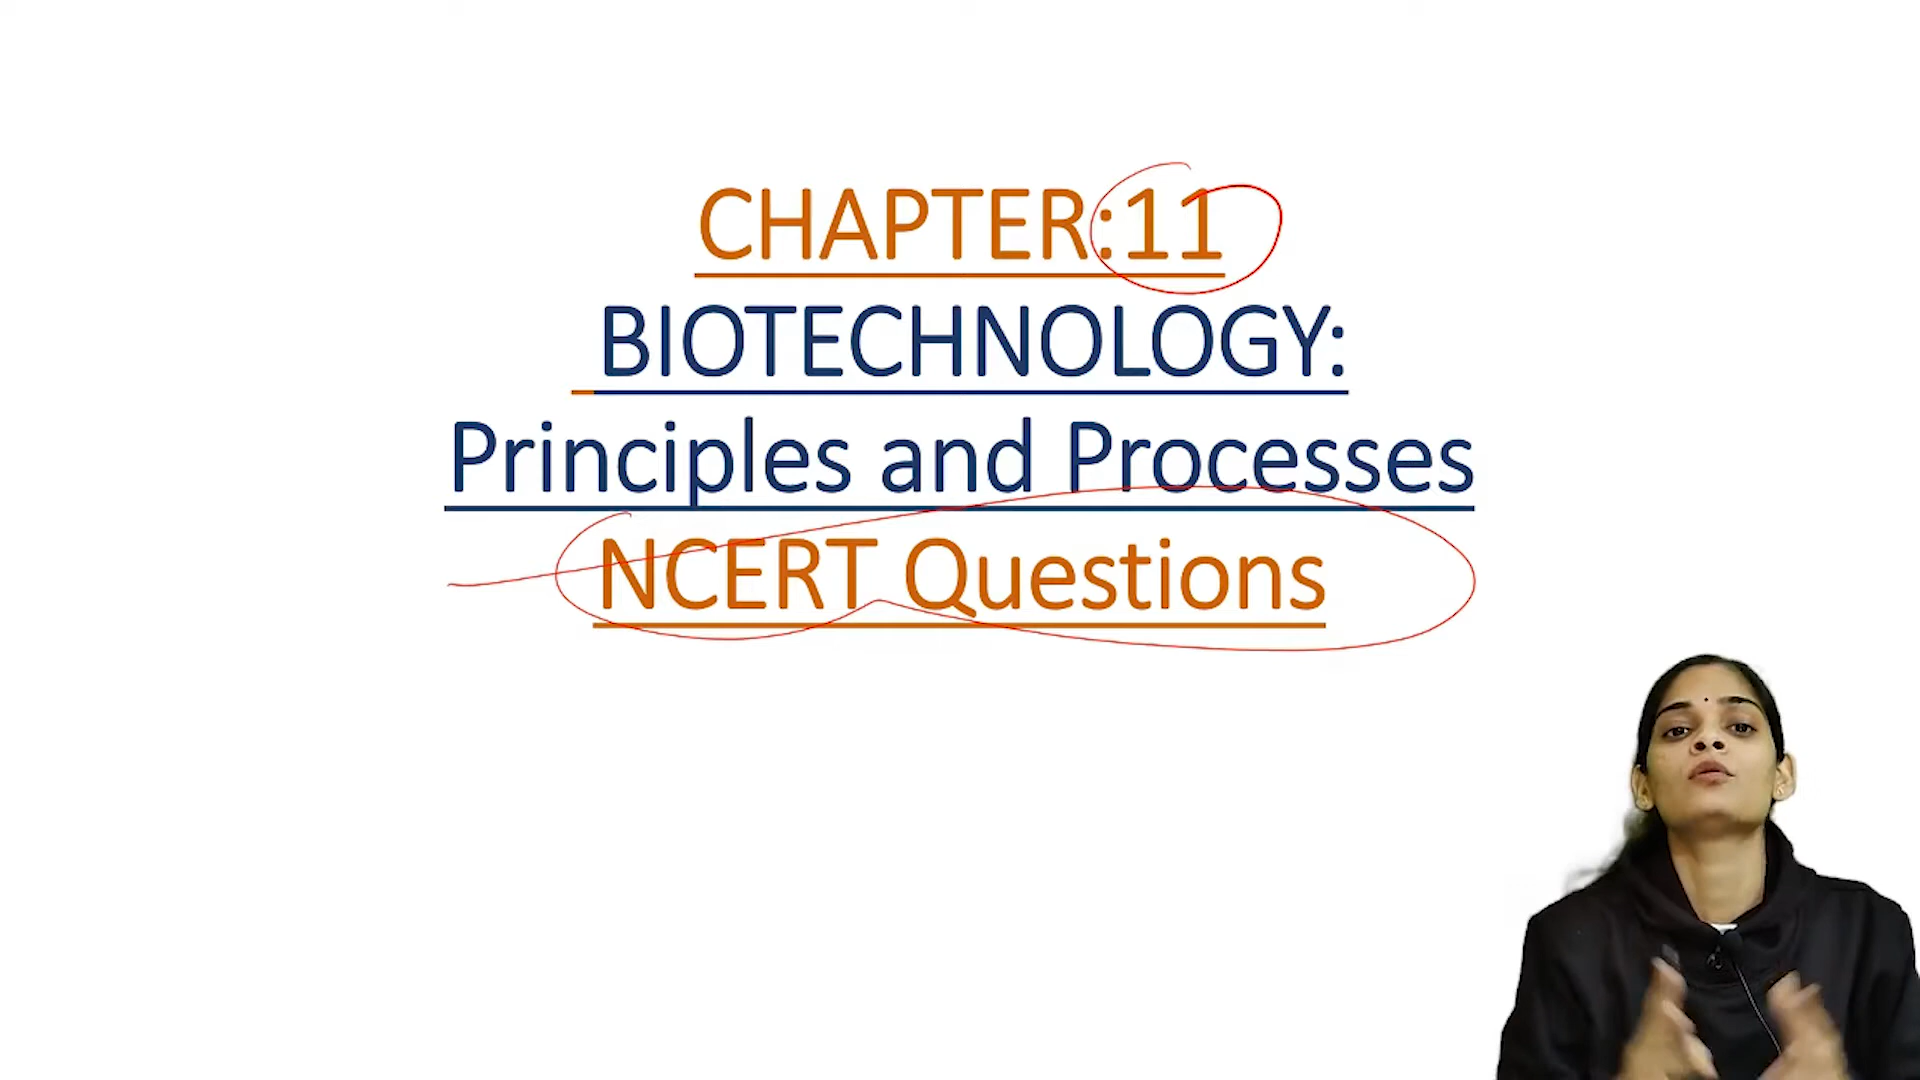 CHAPTER:11
BIOTECHNOLOGY:
Principles and Processes
NCERT Questions